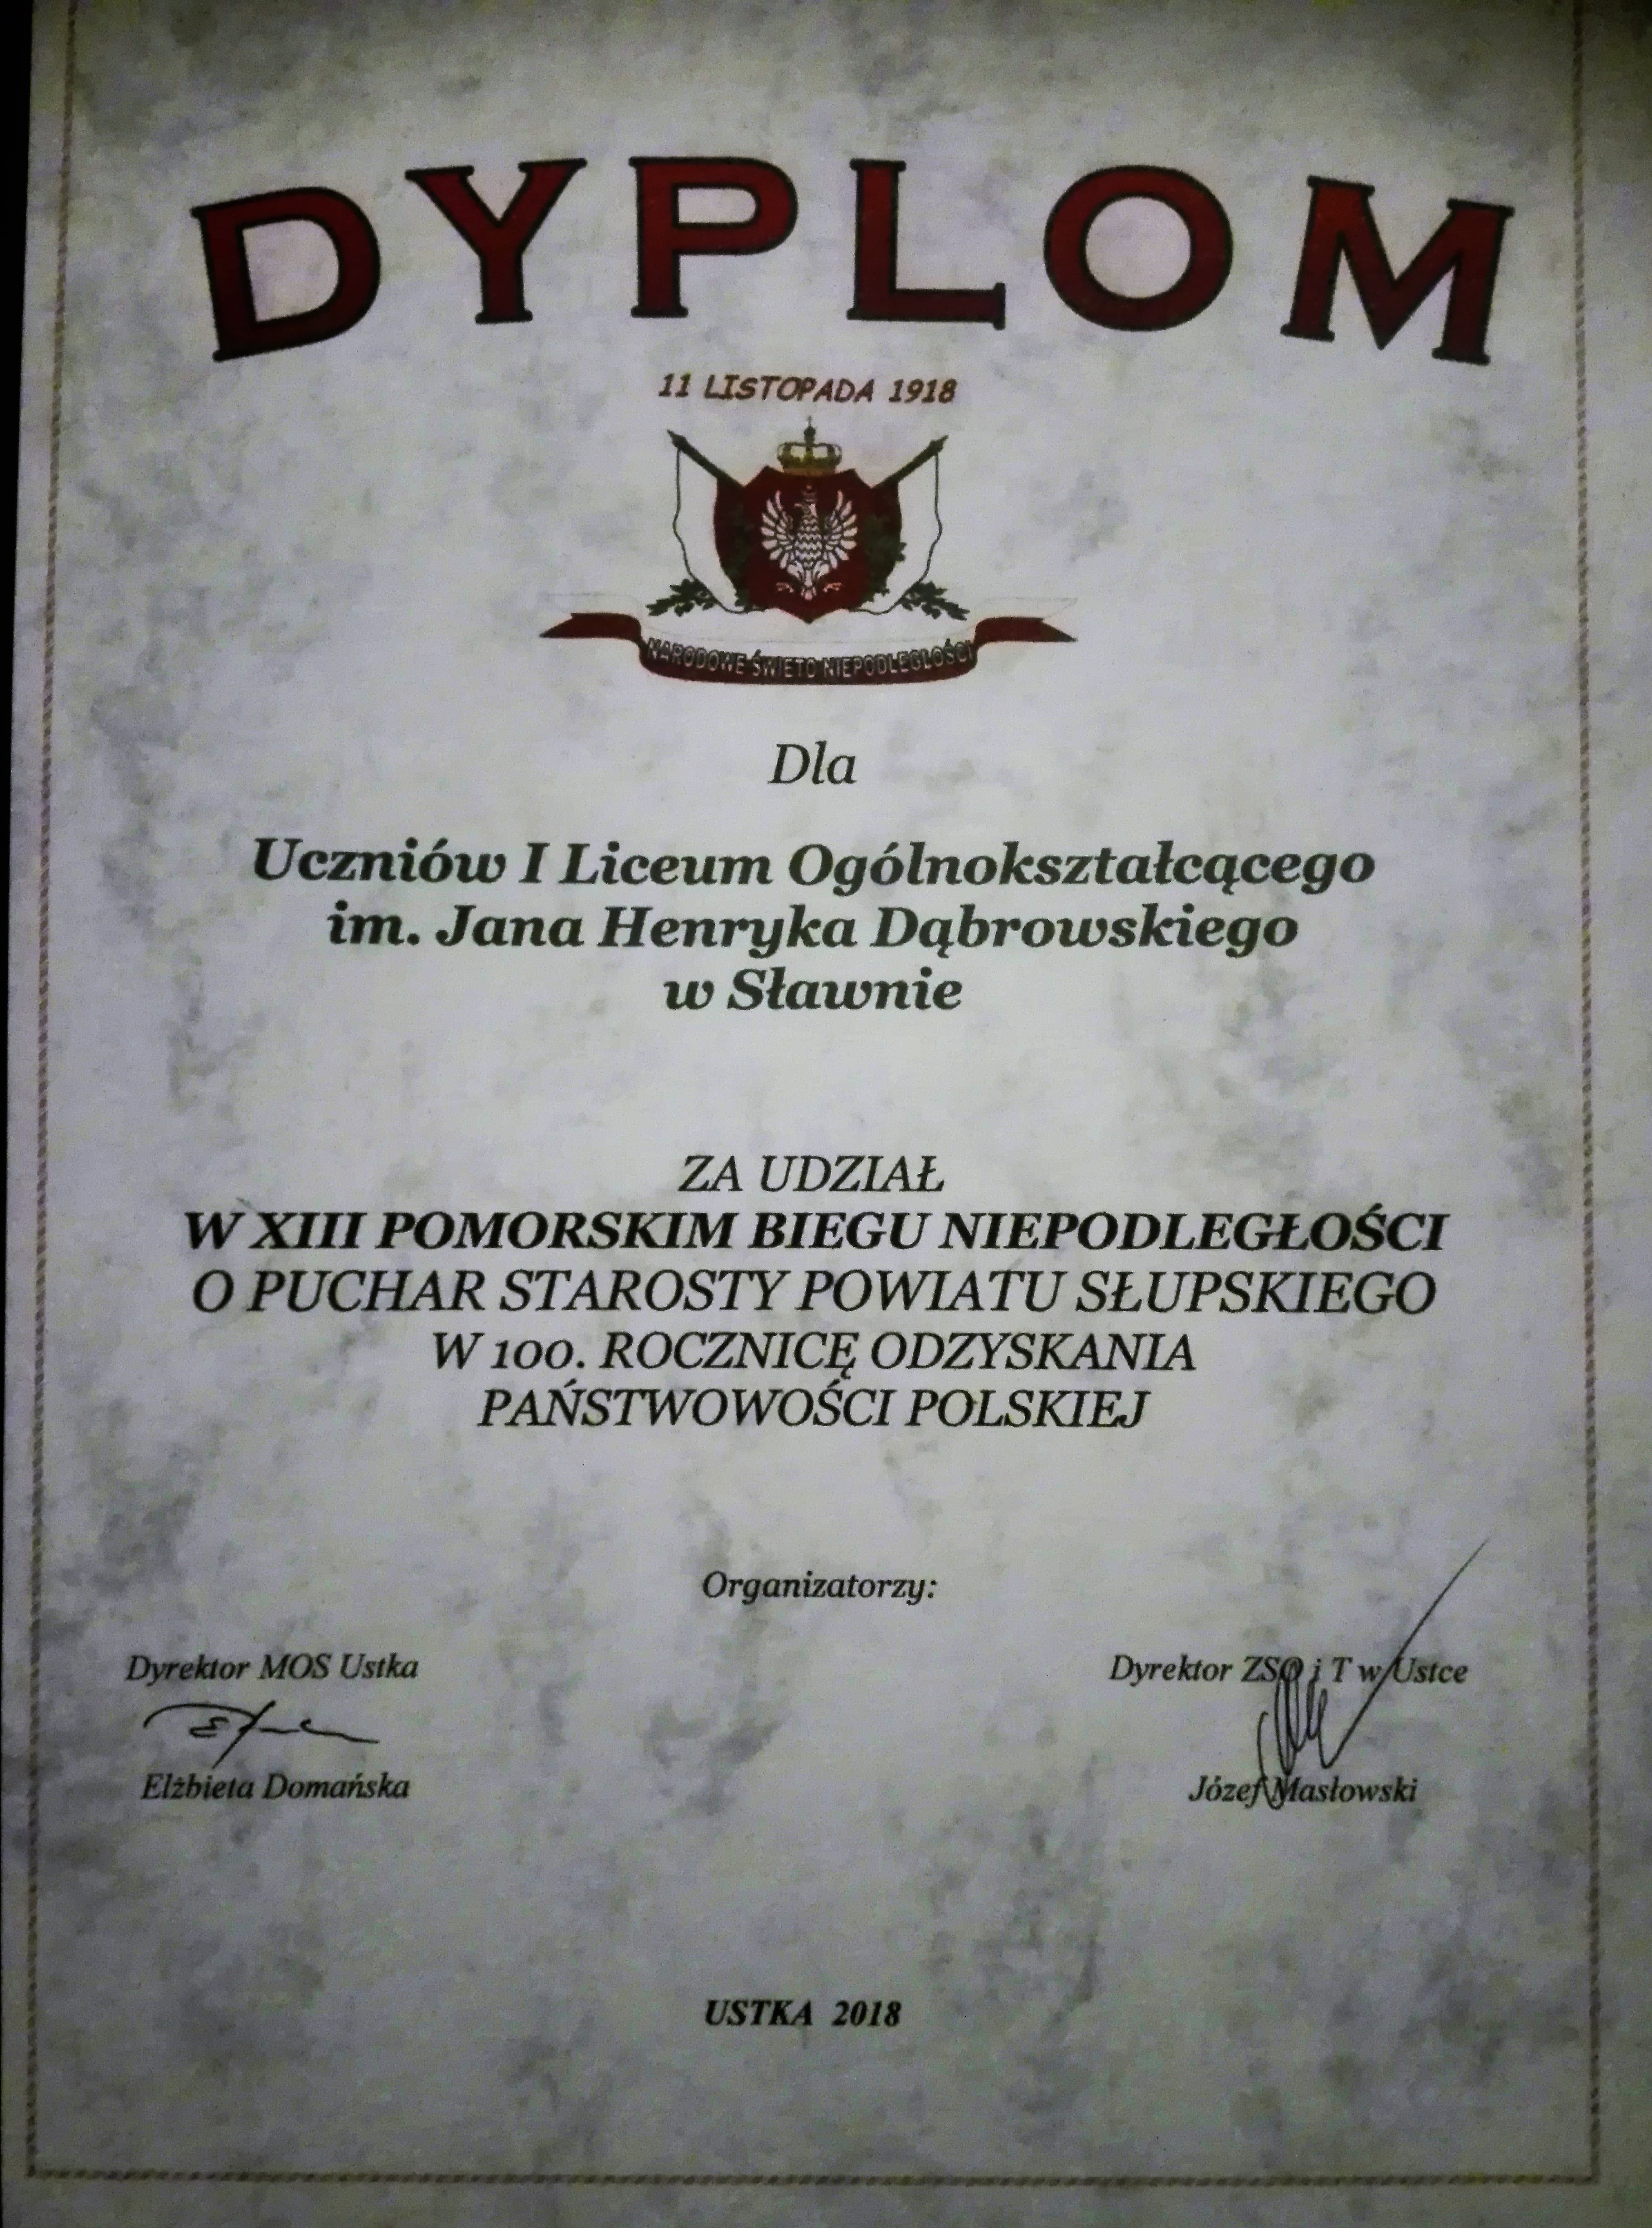 DYPLOM
11 LISTOPADA 1918
NARODOWE ŚWIĘTO NIEPODLEGŁOŚCI
Dla
Uczniów I Liceum Ogólnokształcącego
im. Jana Henryka Dąbrowskiego
w Sławnie
ZA UDZIAŁ
W XIII POMORSKIM BIEGU NIEPODLEGŁOŚCI
O PUCHAR STAROSTY POWIATU SŁUPSKIEGO
W 100. ROCZNICĘ ODZYSKANIA
PAŃSTWOWOŚCI POLSKIEJ
Organizatorzy:
Dyrektor MOS Ustka
Elżbieta Domańska
Dyrektor ZSO i T w Ustce
Józef Masłowski
USTKA 2018